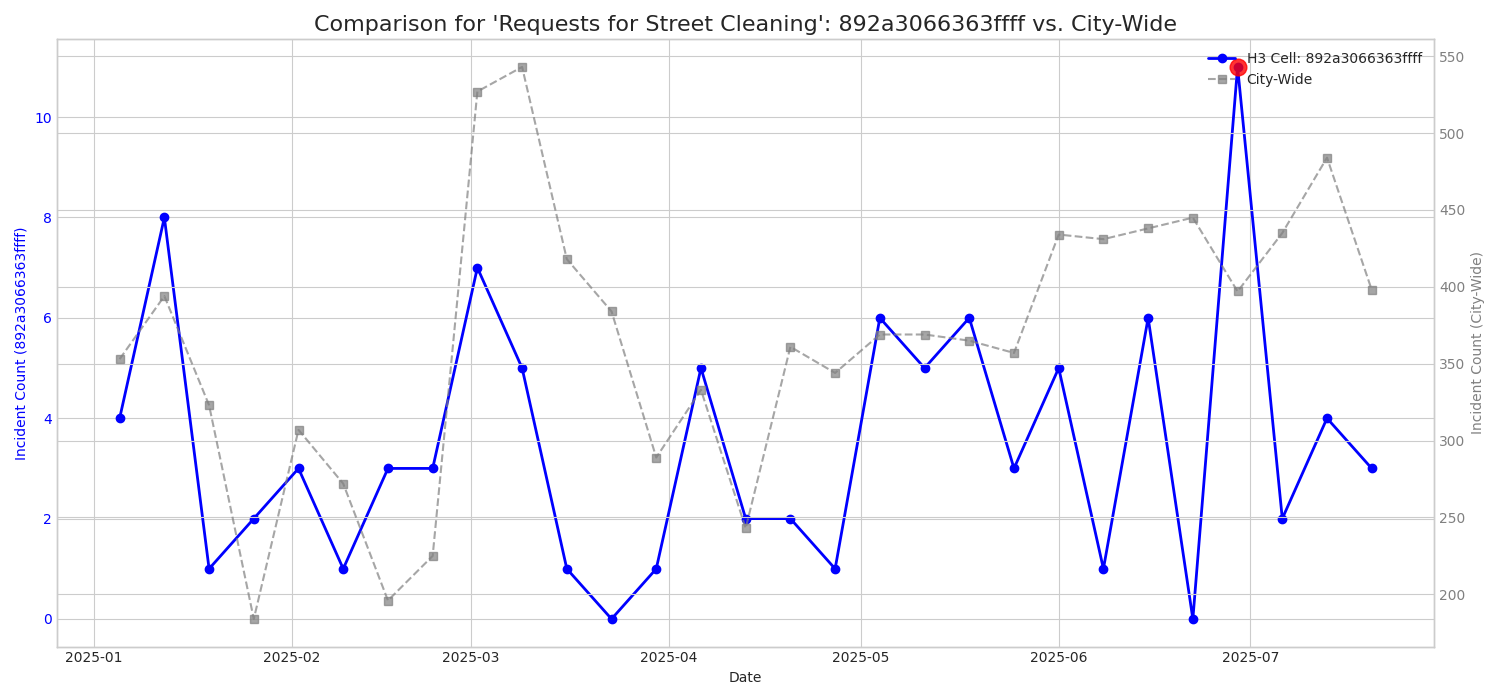 Comparison for 'Requests for Street Cleaning': 892a3066363ffff vs. City-Wide
H3 Cell: 892a3066363ffff
City-Wide
Incident Count (892a3066363ffff)
10
8
6
4
2
0
550
500
450
400
350
300
250
200
Incident Count (City-Wide)
2025-01 2025-02 2025-03 2025-04 2025-05 2025-06 2025-07
Date